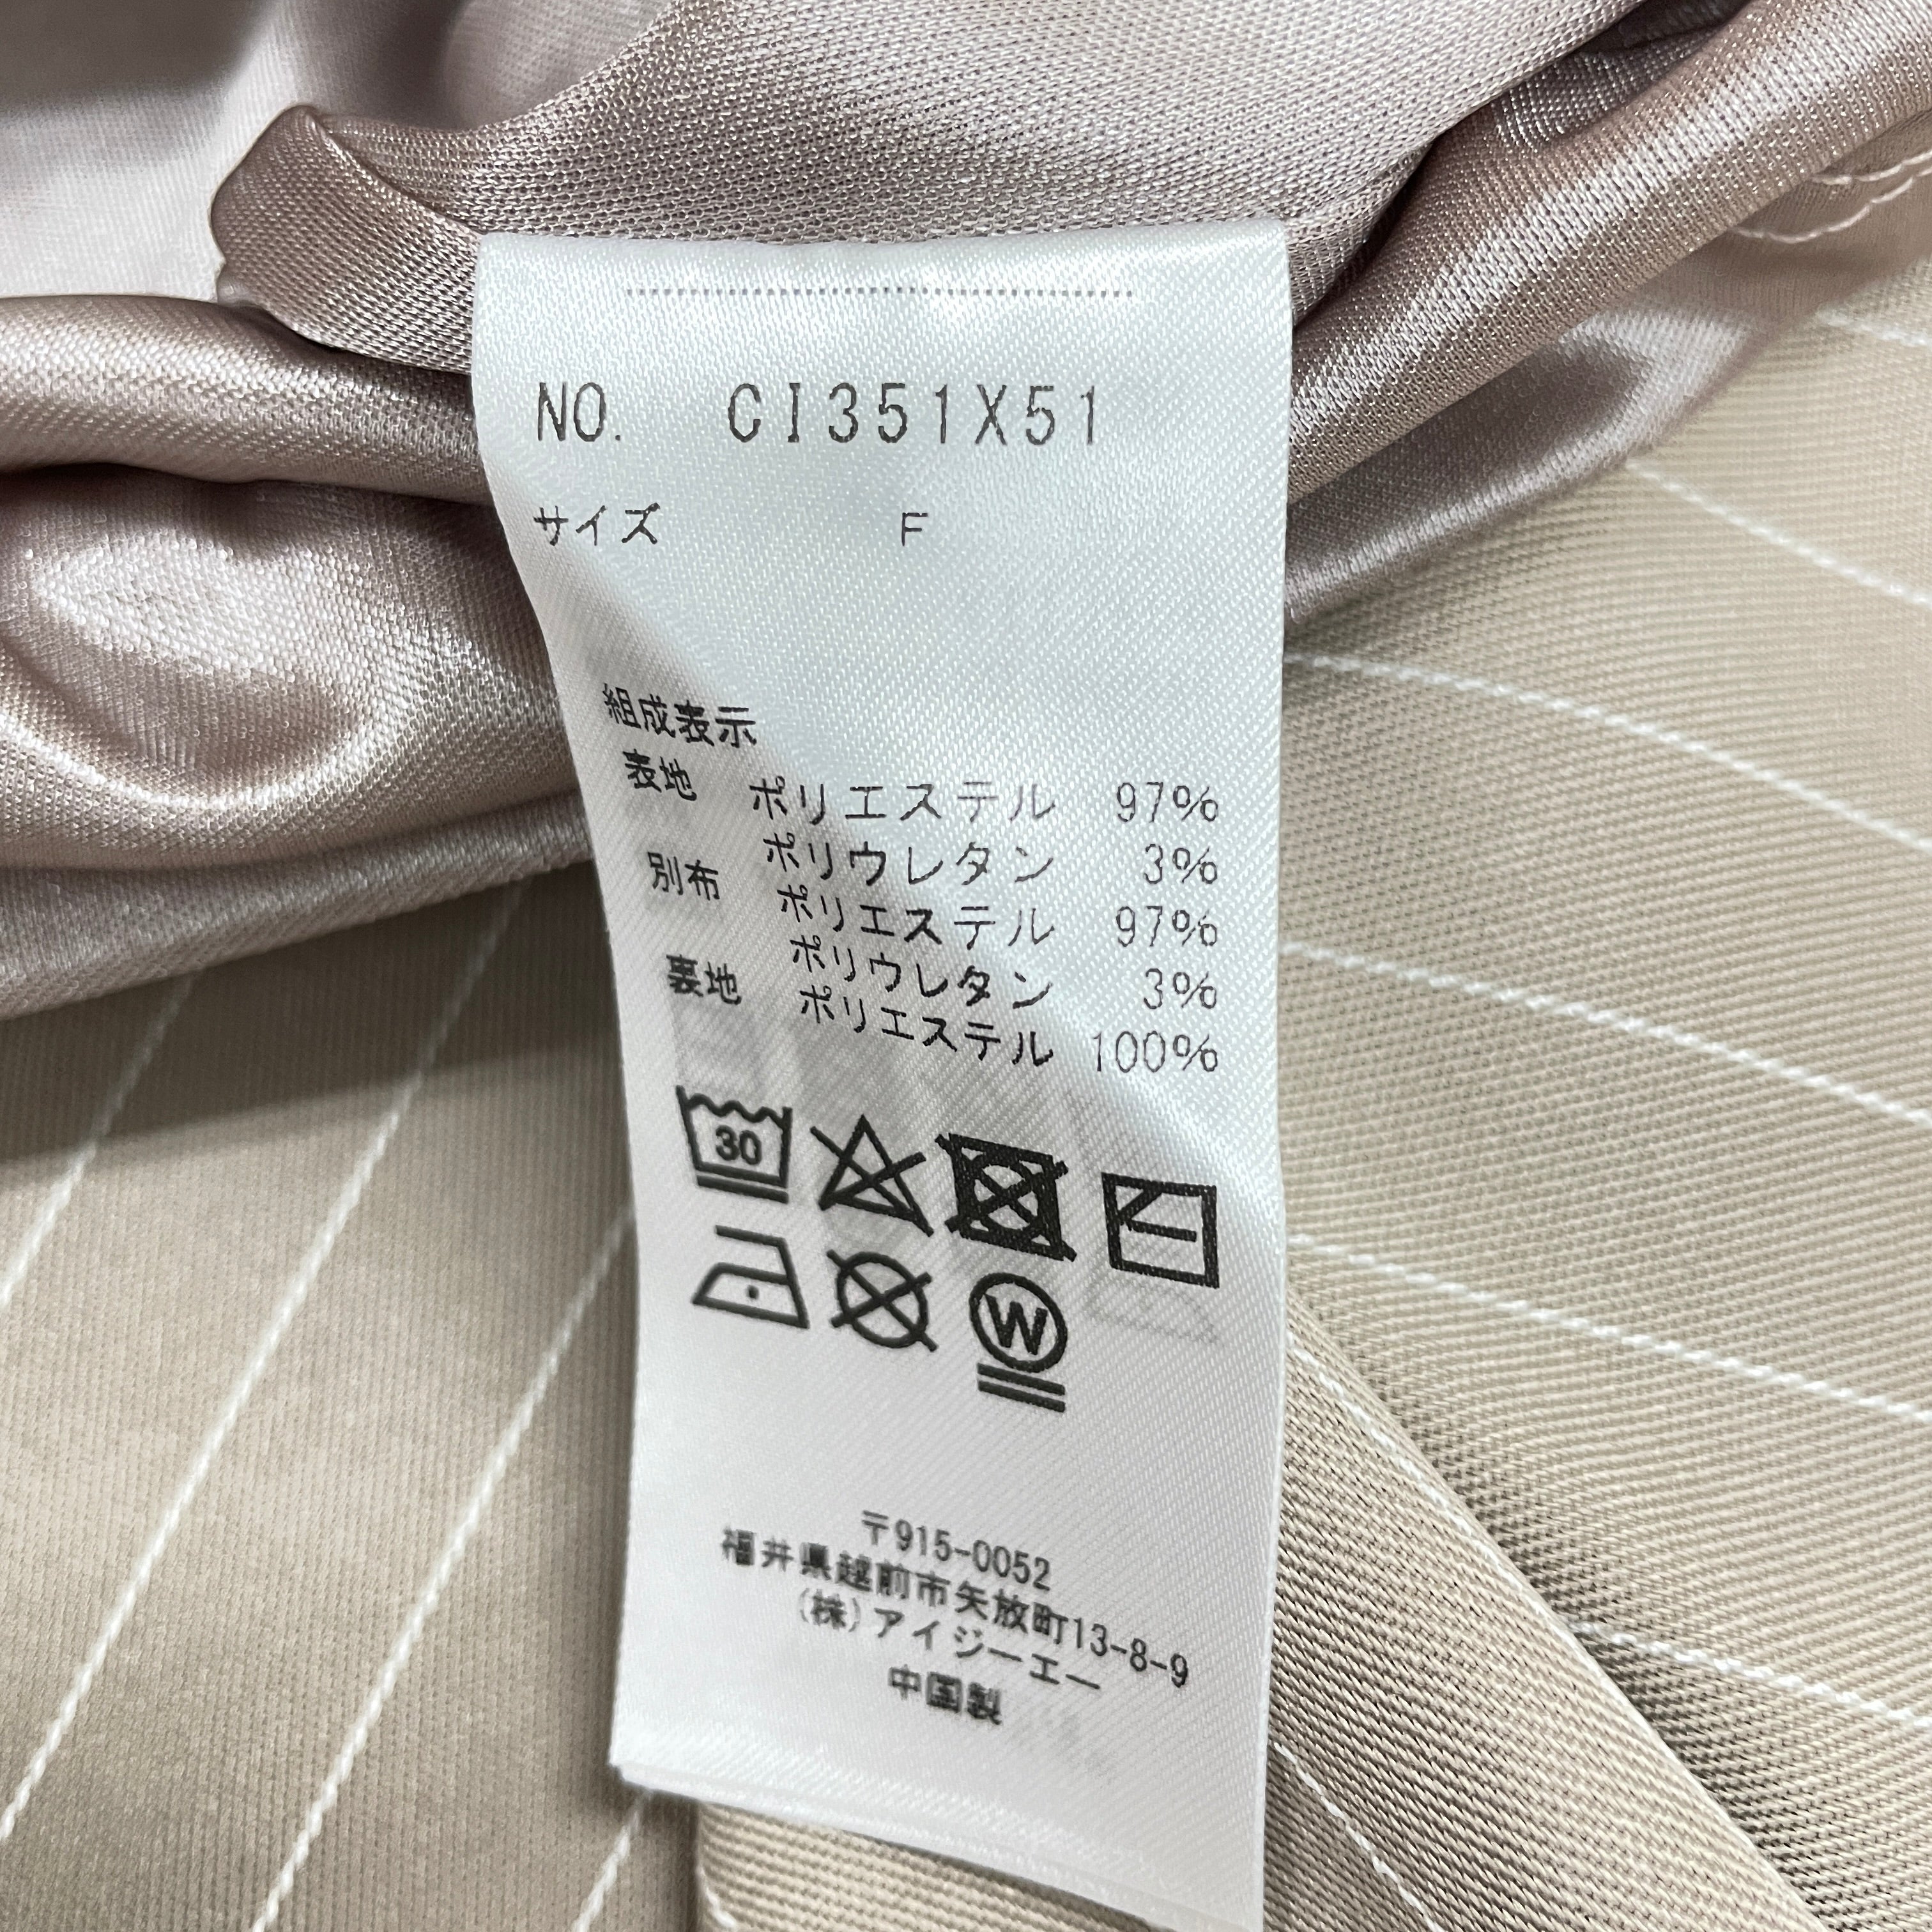 NO. CI351X51
サイズ F
組成表示
表地 ポリエステル 97%
ポリウレタン 3%
別布 ポリエステル 97%
ポリウレタン 3%
裏地 ポリエステル 100%
30
W
〒915-0052
福井県越前市矢放町13-8-9
(株)アイジーエー
中国製